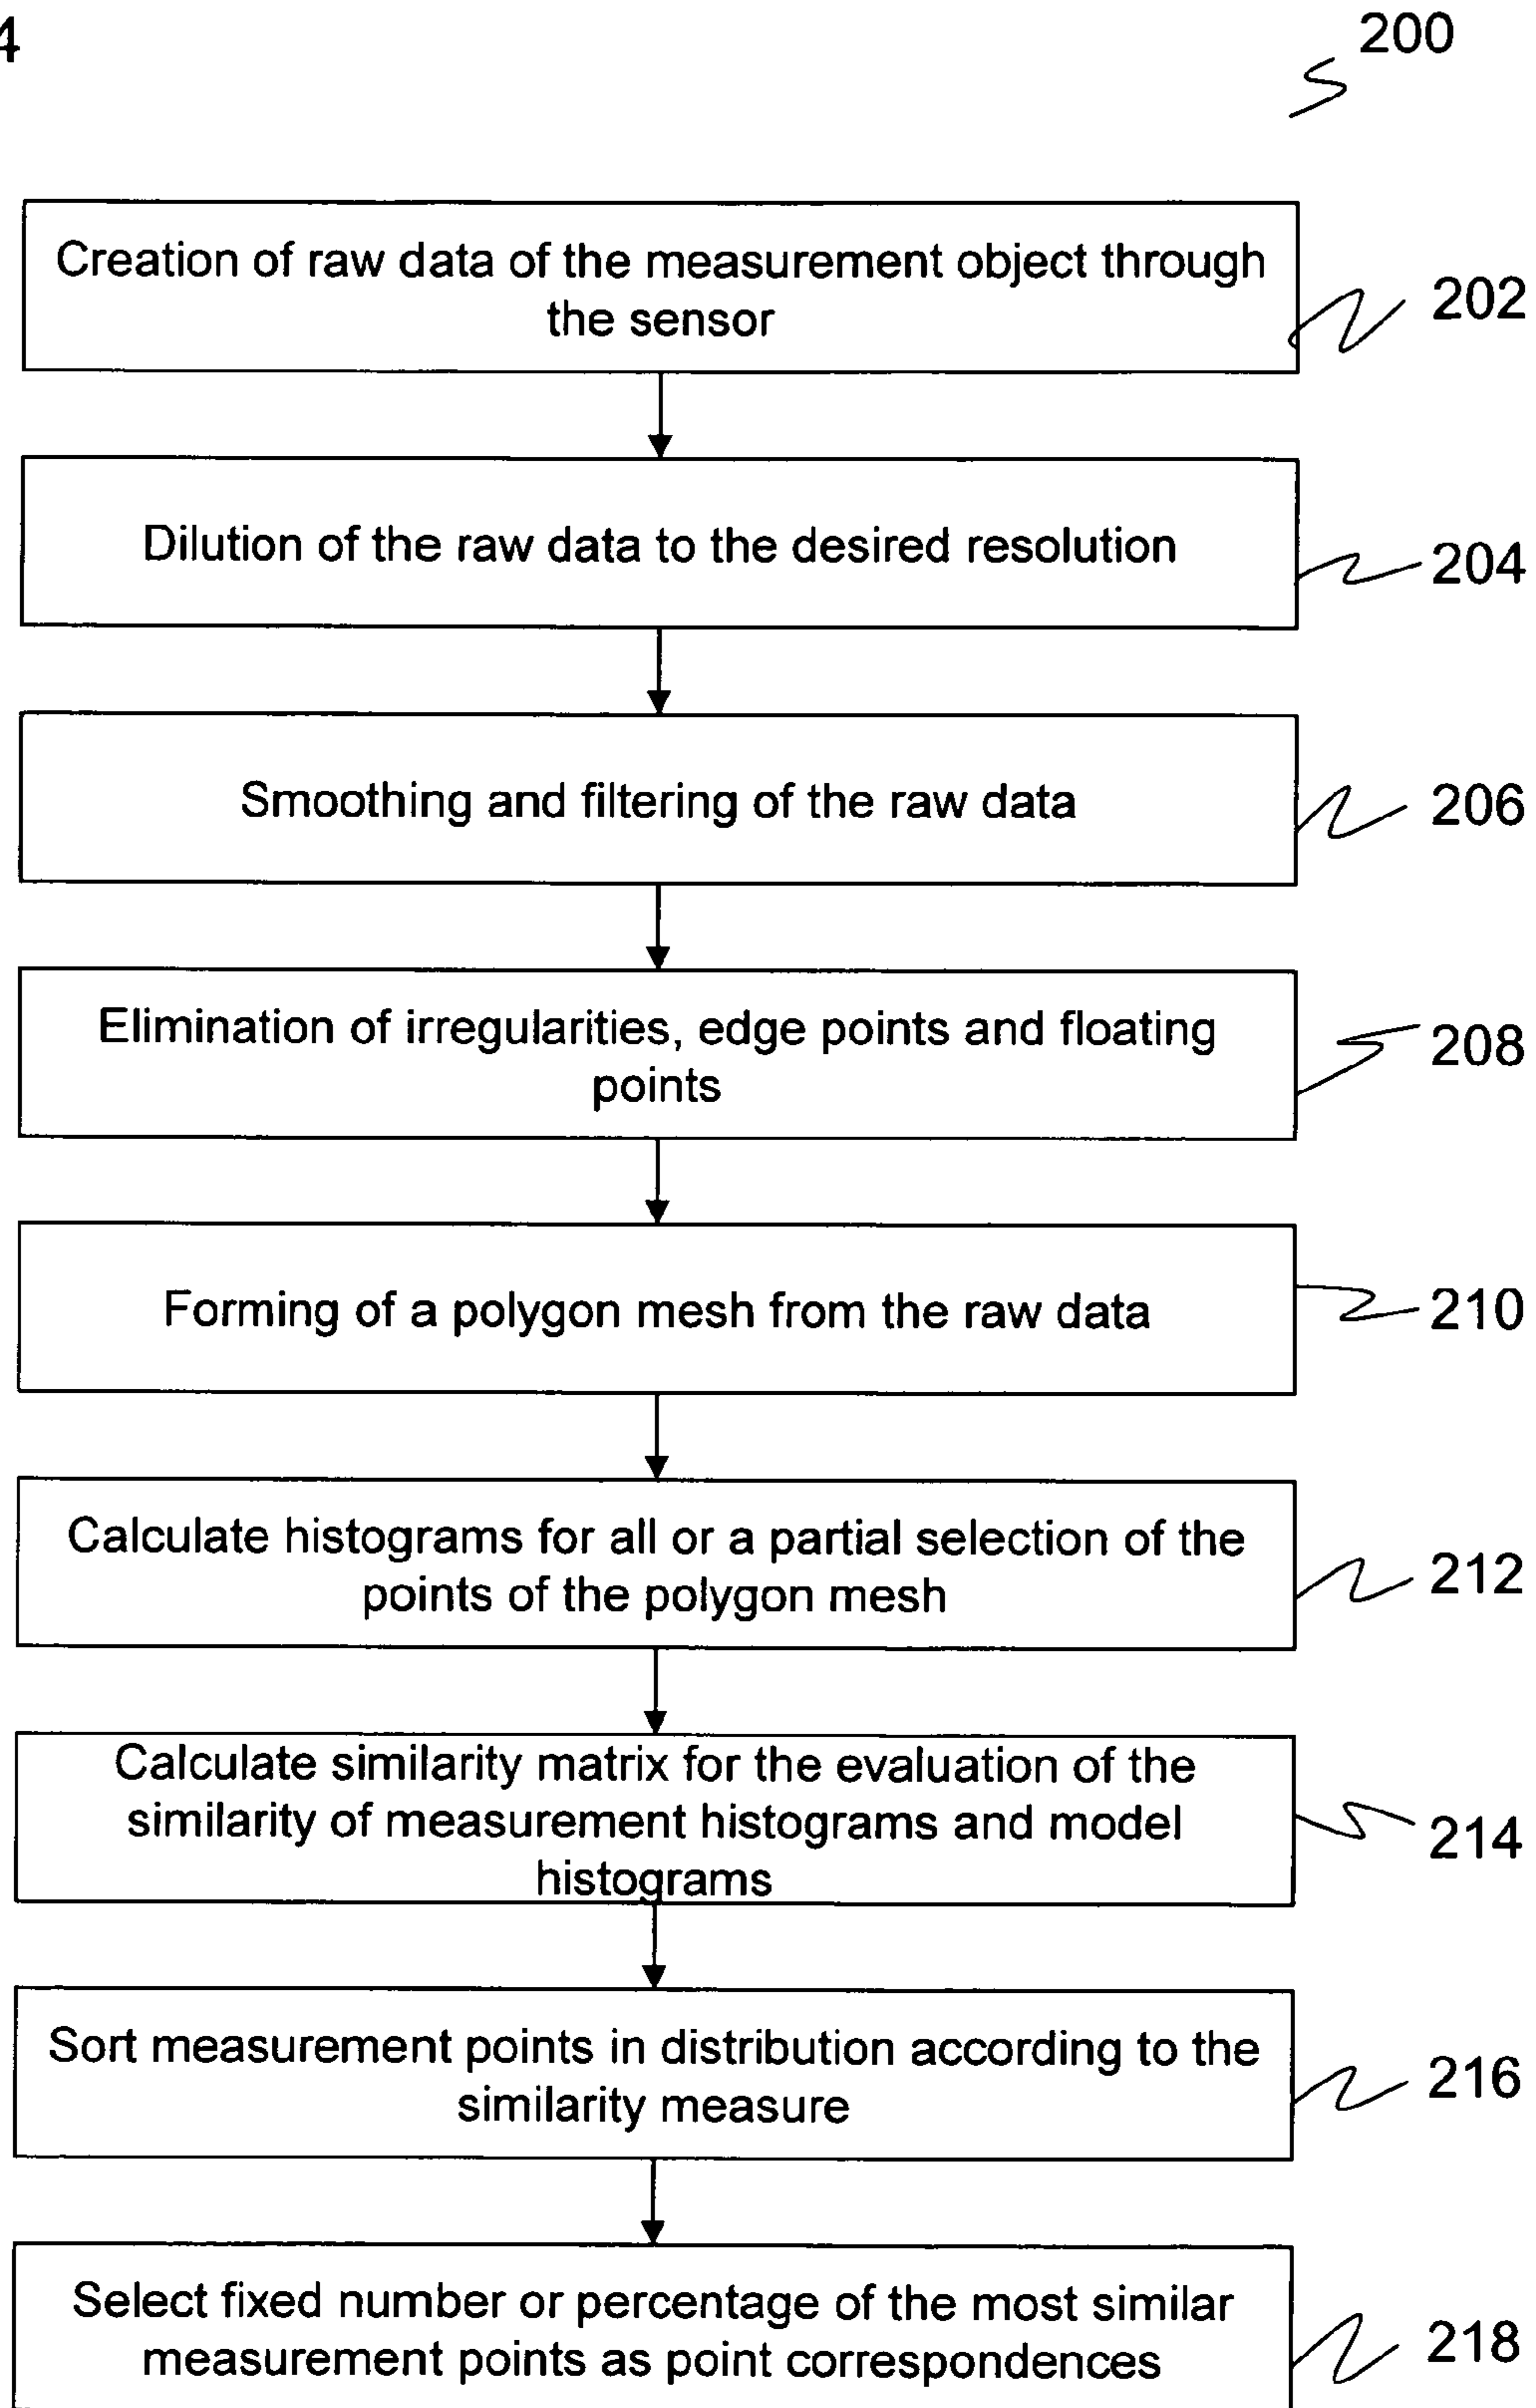 4
200
Creation of raw data of the measurement object through
the sensor
202
Dilution of the raw data to the desired resolution
204
Smoothing and filtering of the raw data
206
Elimination of irregularities, edge points and floating
points
208
Forming of a polygon mesh from the raw data
210
Calculate histograms for all or a partial selection of the
points of the polygon mesh
212
Calculate similarity matrix for the evaluation of the
similarity of measurement histograms and model
histograms
214
Sort measurement points in distribution according to the
similarity measure
216
Select fixed number or percentage of the most similar
measurement points as point correspondences
218